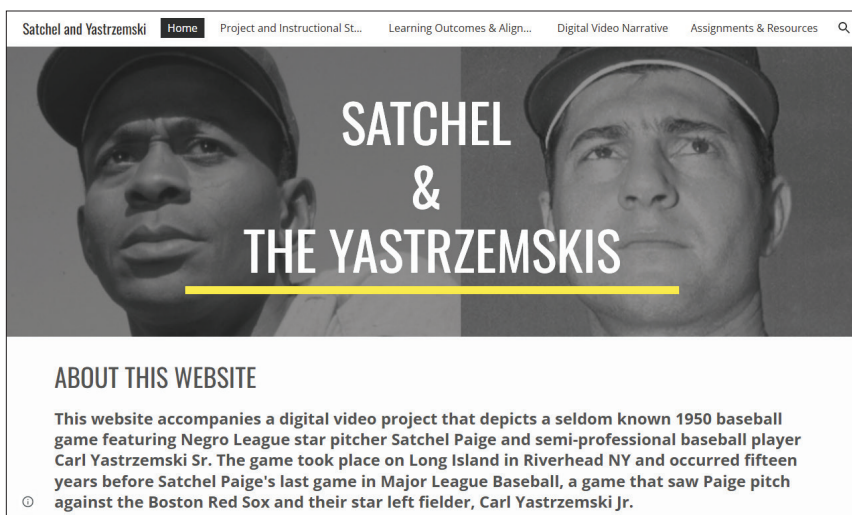 Satchel and Yastrzemski Home Project and Instructional St... Learning Outcomes & Align... Digital Video Narrative Assignments & Resources
SATCHEL
&
THE YASTRZEMSKIS
ABOUT THIS WEBSITE
This website accompanies a digital video project that depicts a seldom known 1950 baseball
game featuring Negro League star pitcher Satchel Paige and semi-professional baseball player
Carl Yastrzemski Sr. The game took place on Long Island in Riverhead NY and occurred fifteen
years before Satchel Paige's last game in Major League Baseball, a game that saw Paige pitch
against the Boston Red Sox and their star left fielder, Carl Yastrzemski Jr.